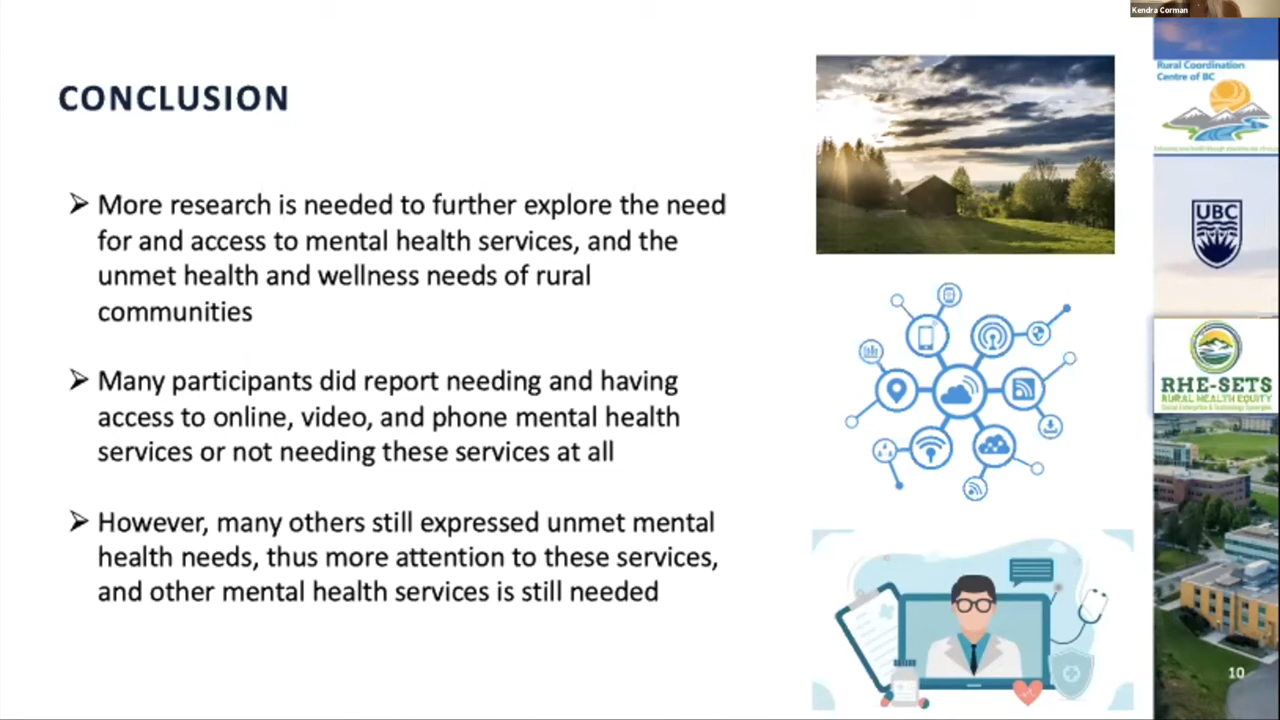 Kendra Corman
Rural Coordination
Centre of BC
CONCLUSION
More research is needed to further explore the need
for and access to mental health services, and the
unmet health and wellness needs of rural
communities
Many participants did report needing and having
access to online, video, and phone mental health
services or not needing these services at all
However, many others still expressed unmet mental
health needs, thus more attention to these services,
and other mental health services is still needed
UBC
RHE-SETS
RURAL HEALTH EQUITY
10